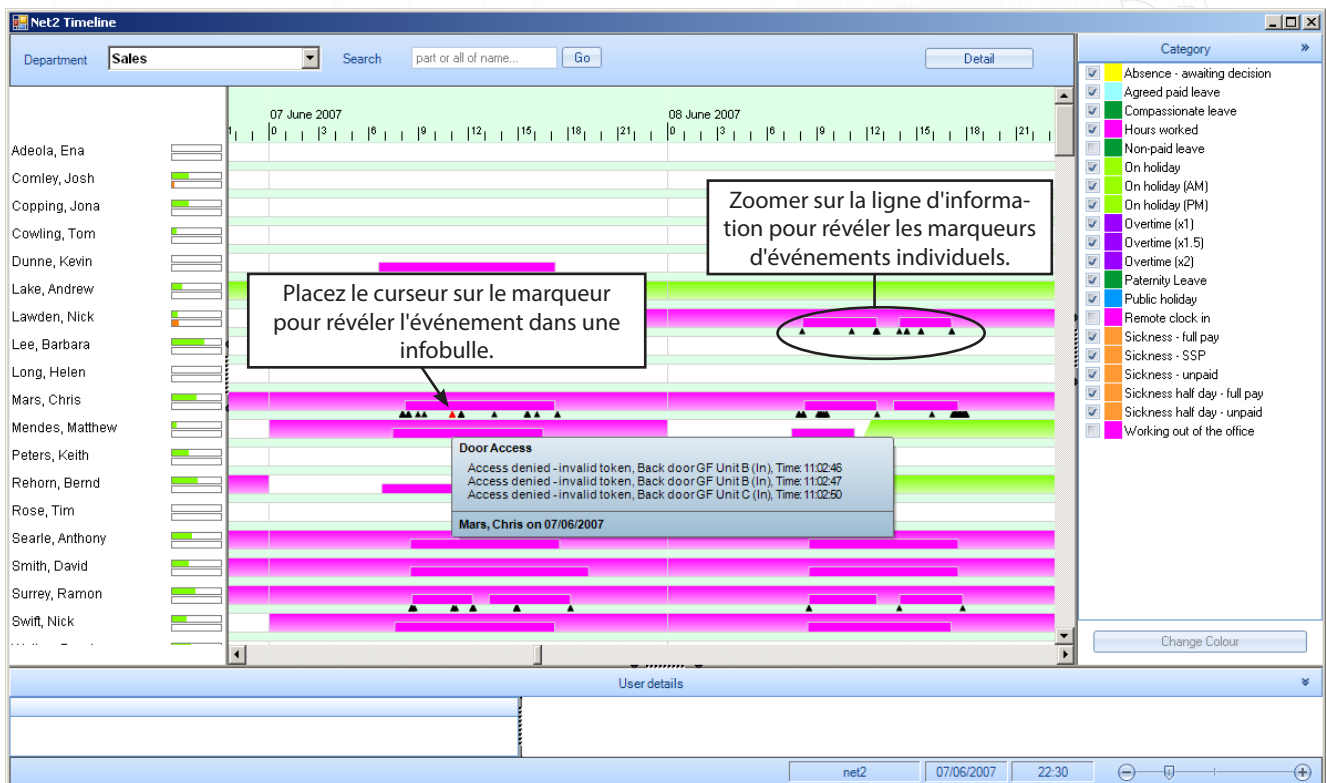 Net2 Timeline
Department Sales Search part or all of name... Go Detail
Category »
07 June 2007 08 June 2007
0 3 6 9 12 15 18 21 0 3 6 9 12 15 18 21
Adeola, Ena
Comley, Josh
Copping, Jona
Cowling, Tom
Dunne, Kevin
Lake, Andrew
Lawden, Nick
Lee, Barbara
Long, Helen
Mars, Chris
Mendes, Matthew
Peters, Keith
Rehorn, Bernd
Rose, Tim
Searle, Anthony
Smith, David
Surrey, Ramon
Swift, Nick
Zoomer sur la ligne d'informa-
tion pour révéler les marqueurs
d'événements individuels.
Placez le curseur sur le marqueur
pour révéler l'événement dans une
infobulle.
Door Access
Access denied - invalid token, Back door GF Unit B (In), Time: 11:02:46
Access denied - invalid token, Back door GF Unit B (In), Time: 11:02:47
Access denied - invalid token, Back door GF Unit C (In), Time: 11:02:50
Mars, Chris on 07/06/2007
Absence - awaiting decision
Agreed paid leave
Compassionate leave
Hours worked
Non-paid leave
On holiday
On holiday (AM)
On holiday (PM)
Overtime (x1)
Overtime (x1.5)
Overtime (x2)
Paternity Leave
Public holiday
Remote clock in
Sickness - full pay
Sickness - SSP
Sickness - unpaid
Sickness half day - full pay
Sickness half day - unpaid
Working out of the office
Change Colour
User details
net2 07/06/2007 22:30